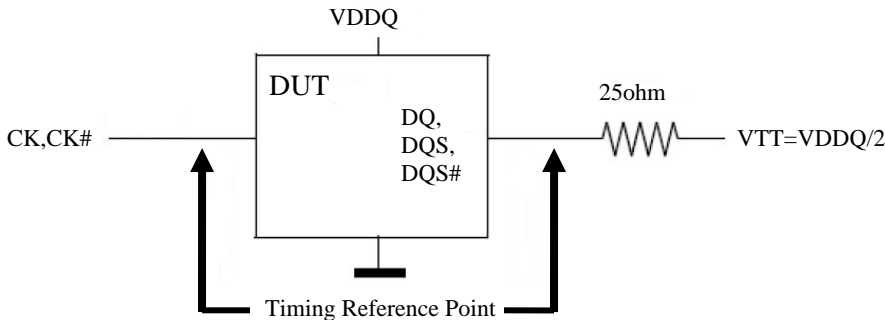 VDDQ
DUT
25ohm
DQ,
CK,CK#
DQS,
VTT=VDDQ/2
DQS#
Timing Reference Point